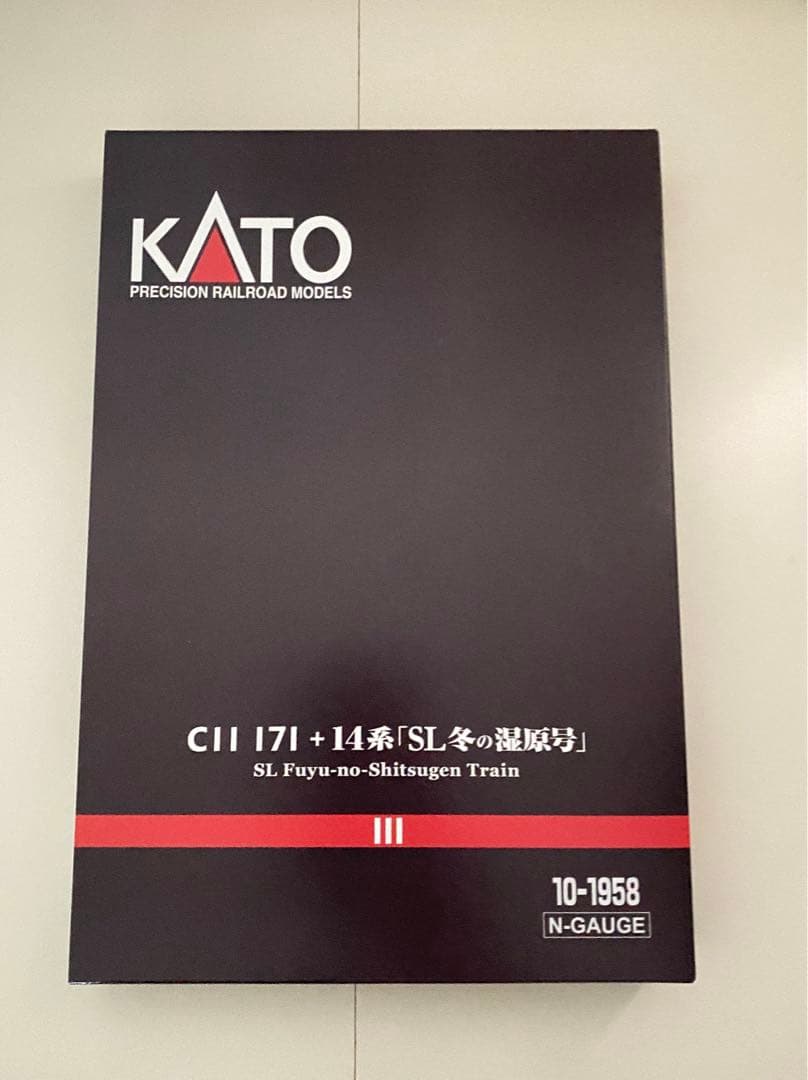 KATO
PRECISION RAILROAD MODELS
C11 171 + 14系「SL冬の湿原号」
SL Fuyu-no-Shitsugen Train
10-1958
N-GAUGE